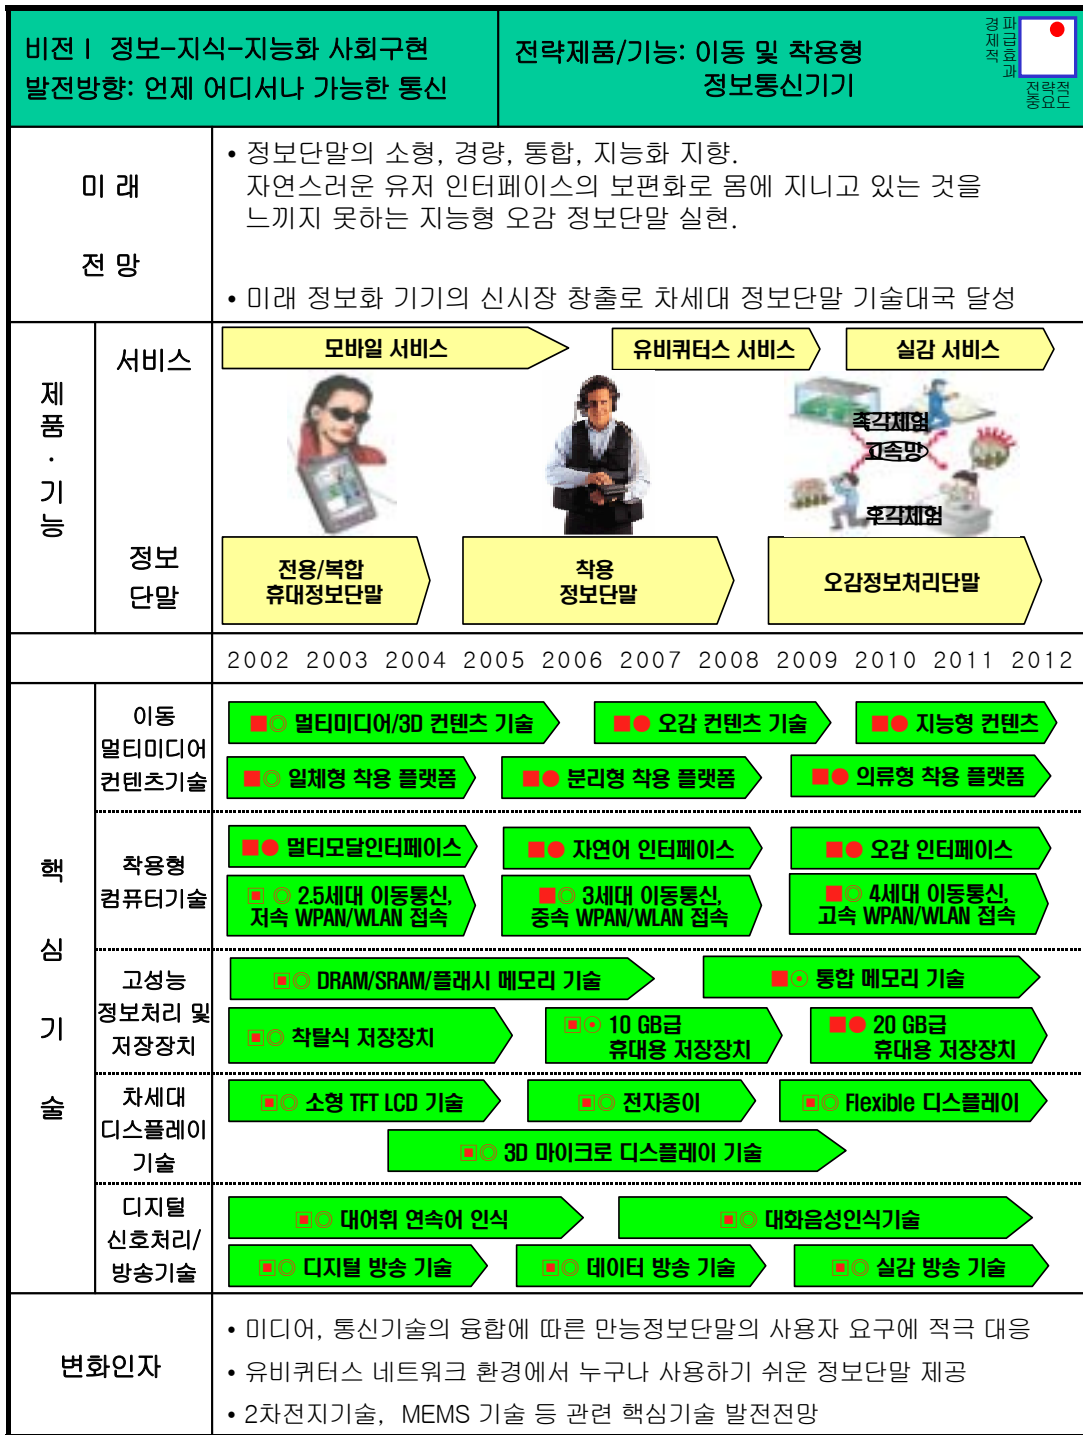 비전 Ⅰ 정보-지식-지능화 사회구현
발전방향: 언제 어디서나 가능한 통신
전략제품/기능: 이동 및 착용형
정보통신기기
경제적
파급효과
전략적
중요도
미 래
전 망
• 정보단말의 소형, 경량, 통합, 지능화 지향.
자연스러운 유저 인터페이스의 보편화로 몸에 지니고 있는 것을
느끼지 못하는 지능형 오감 정보단말 실현.
• 미래 정보화 기기의 신시장 창출로 차세대 정보단말 기술대국 달성
제품·기능
서비스
모바일 서비스
유비쿼터스 서비스
실감 서비스
촉각체험
고속망
후각체험
정보
단말
전용/복합
휴대정보단말
착용
정보단말
오감정보처리단말
2002 2003 2004 2005 2006 2007 2008 2009 2010 2011 2012
핵심기술
이동
멀티미디어
컨텐츠기술
■◎ 멀티미디어/3D 컨텐츠 기술
■● 오감 컨텐츠 기술
■● 지능형 컨텐츠
■◎ 일체형 착용 플랫폼
■● 분리형 착용 플랫폼
■● 의류형 착용 플랫폼
착용형
컴퓨터기술
■● 멀티모달인터페이스
■● 자연어 인터페이스
■● 오감 인터페이스
▣ ◎ 2.5세대 이동통신,
저속 WPAN/WLAN 접속
■◎ 3세대 이동통신,
중속 WPAN/WLAN 접속
■◎ 4세대 이동통신,
고속 WPAN/WLAN 접속
고성능
정보처리 및
저장장치
▣◎ DRAM/SRAM/플래시 메모리 기술
■⊙ 통합 메모리 기술
▣◎ 착탈식 저장장치
▣⊙ 10 GB급
휴대용 저장장치
■● 20 GB급
휴대용 저장장치
차세대
디스플레이
기술
▣◎ 소형 TFT LCD 기술
▣◎ 전자종이
▣◎ Flexible 디스플레이
▣◎ 3D 마이크로 디스플레이 기술
디지털
신호처리/
방송기술
▣◎ 대어휘 연속어 인식
▣◎ 대화음성인식기술
▣◎ 디지털 방송 기술
▣◎ 데이터 방송 기술
▣◎ 실감 방송 기술
변화인자
• 미디어, 통신기술의 융합에 따른 만능정보단말의 사용자 요구에 적극 대응
• 유비쿼터스 네트워크 환경에서 누구나 사용하기 쉬운 정보단말 제공
• 2차전지기술, MEMS 기술 등 관련 핵심기술 발전전망